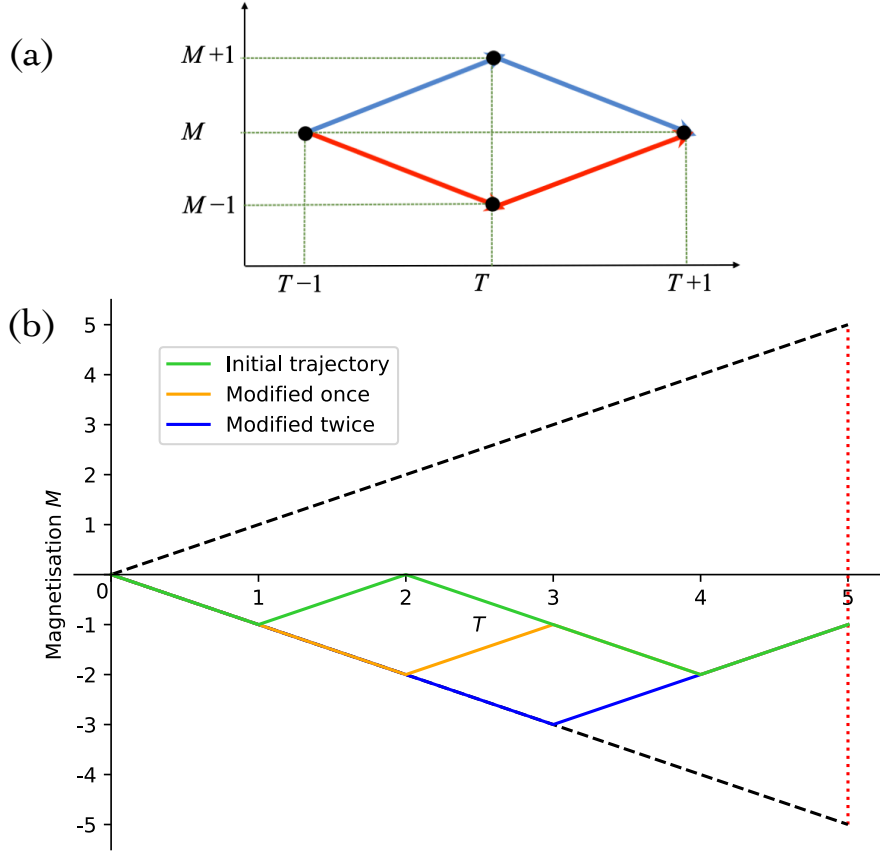 (a)
M+1
M
M−1
T−1
T
T+1
(b)
5
4
3
2
1
0
-1
-2
-3
-4
-5
Magnetisation M
Initial trajectory
Modified once
Modified twice
1
2
3
4
5
T